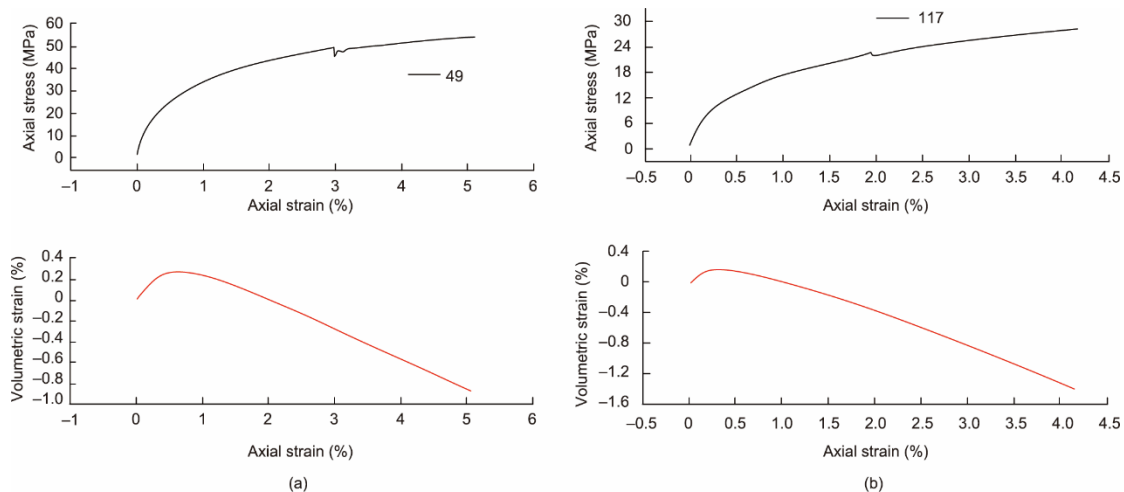 60
50
40
30
20
10
0
Axial stress (MPa)
49
–1 0 1 2 3 4 5 6
Axial strain (%)
30
24
18
12
6
0
Axial stress (MPa)
117
–0.5 0 0.5 1.0 1.5 2.0 2.5 3.0 3.5 4.0 4.5
Axial strain (%)
0.4
0.2
0
–0.2
–0.4
–0.6
–0.8
–1.0
Volumetric strain (%)
–1 0 1 2 3 4 5 6
Axial strain (%)
(a)
0.4
0
–0.4
–0.8
–1.2
–1.6
Volumetric strain (%)
–0.5 0 0.5 1.0 1.5 2.0 2.5 3.0 3.5 4.0 4.5
Axial strain (%)
(b)